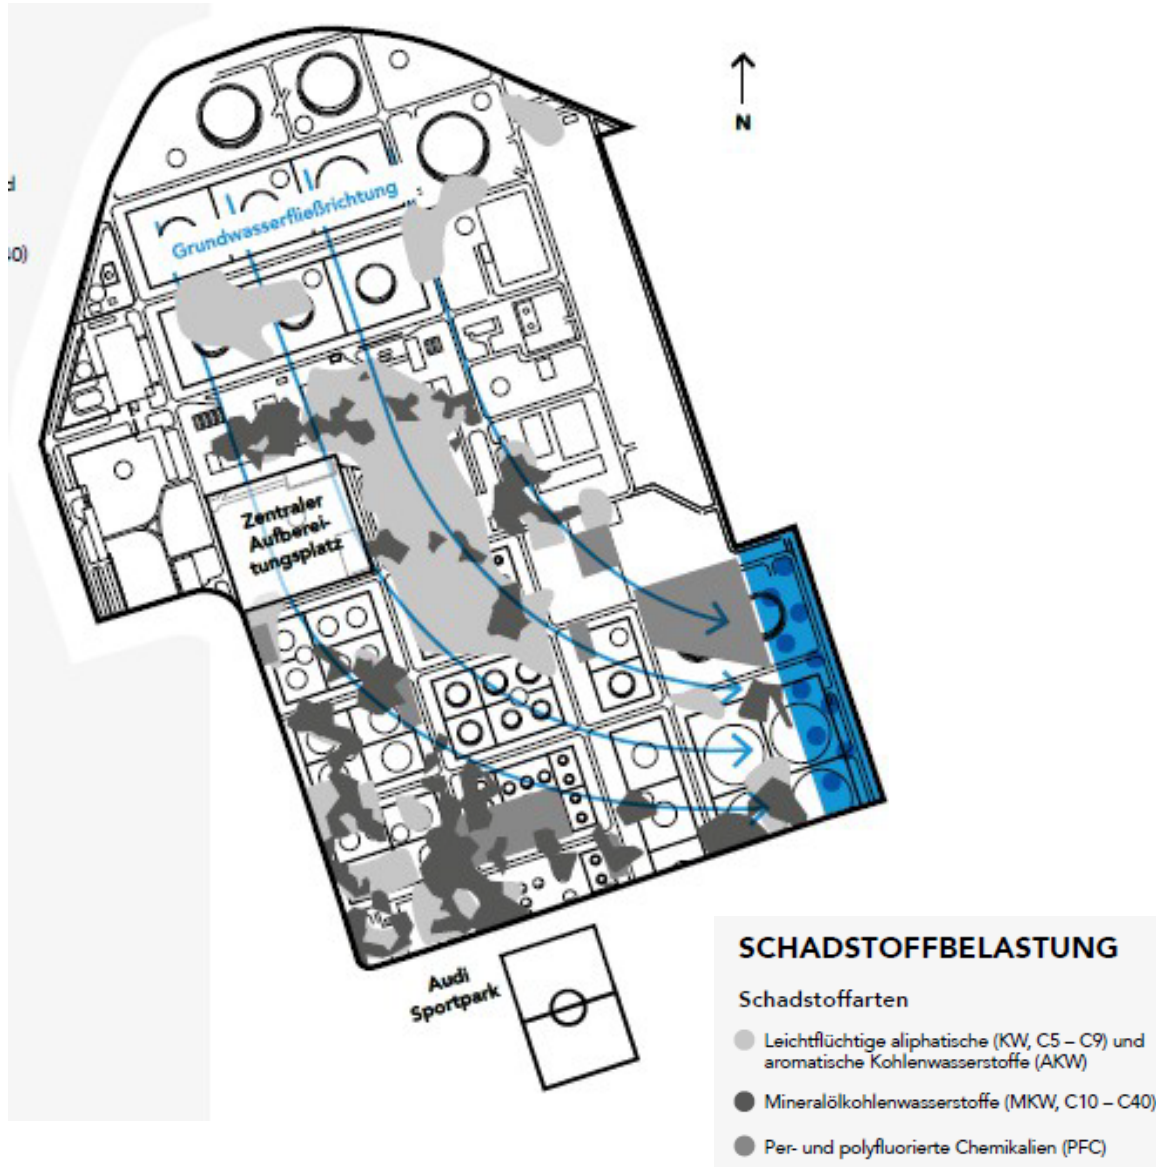 N
Grundwasserfließrichtung
40)
Zentraler
Aufberei-
tungsplatz
Audi
Sportpark
SCHADSTOFFBELASTUNG
Schadstoffarten
Leichtflüchtige aliphatische (KW, C5 – C9) und
aromatische Kohlenwasserstoffe (AKW)
Mineralölkohlenwasserstoffe (MKW, C10 – C40)
Per- und polyfluorierte Chemikalien (PFC)